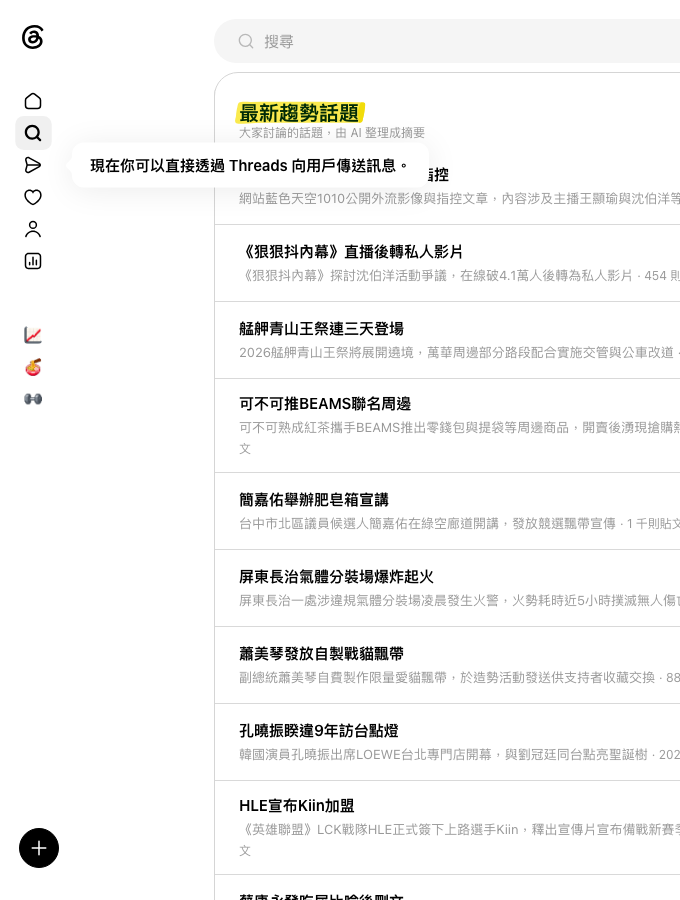 搜尋
最新趨勢話題
大家討論的話題，由 AI 整理成摘要
現在你可以直接透過 Threads 向用戶傳送訊息。
指控
網站藍色天空1010公開外流影像與指控文章，內容涉及主播王顥瑜與沈伯洋等
《狠狠抖內幕》直播後轉私人影片
《狠狠抖內幕》探討沈伯洋活動爭議，在線破4.1萬人後轉為私人影片 · 454 則
艋舺青山王祭連三天登場
2026艋舺青山王祭將展開遶境，萬華周邊部分路段配合實施交管與公車改道 ·
可不可推BEAMS聯名周邊
可不可熟成紅茶攜手BEAMS推出零錢包與提袋等周邊商品，開賣後湧現搶購熱
文
簡嘉佑舉辦肥皂箱宣講
台中市北區議員候選人簡嘉佑在綠空廊道開講，發放競選飄帶宣傳 · 1 千則貼文
屏東長治氣體分裝場爆炸起火
屏東長治一處涉違規氣體分裝場凌晨發生火警，火勢耗時近5小時撲滅無人傷亡
蕭美琴發放自製戰貓飄帶
副總統蕭美琴自費製作限量愛貓飄帶，於造勢活動發送供支持者收藏交換 · 88
孔曉振睽違9年訪台點燈
韓國演員孔曉振出席LOEWE台北專門店開幕，與劉冠廷同台點亮聖誕樹 · 202
HLE宣布Kiin加盟
《英雄聯盟》LCK戰隊HLE正式簽下上路選手Kiin，釋出宣傳片宣布備戰新賽季
文